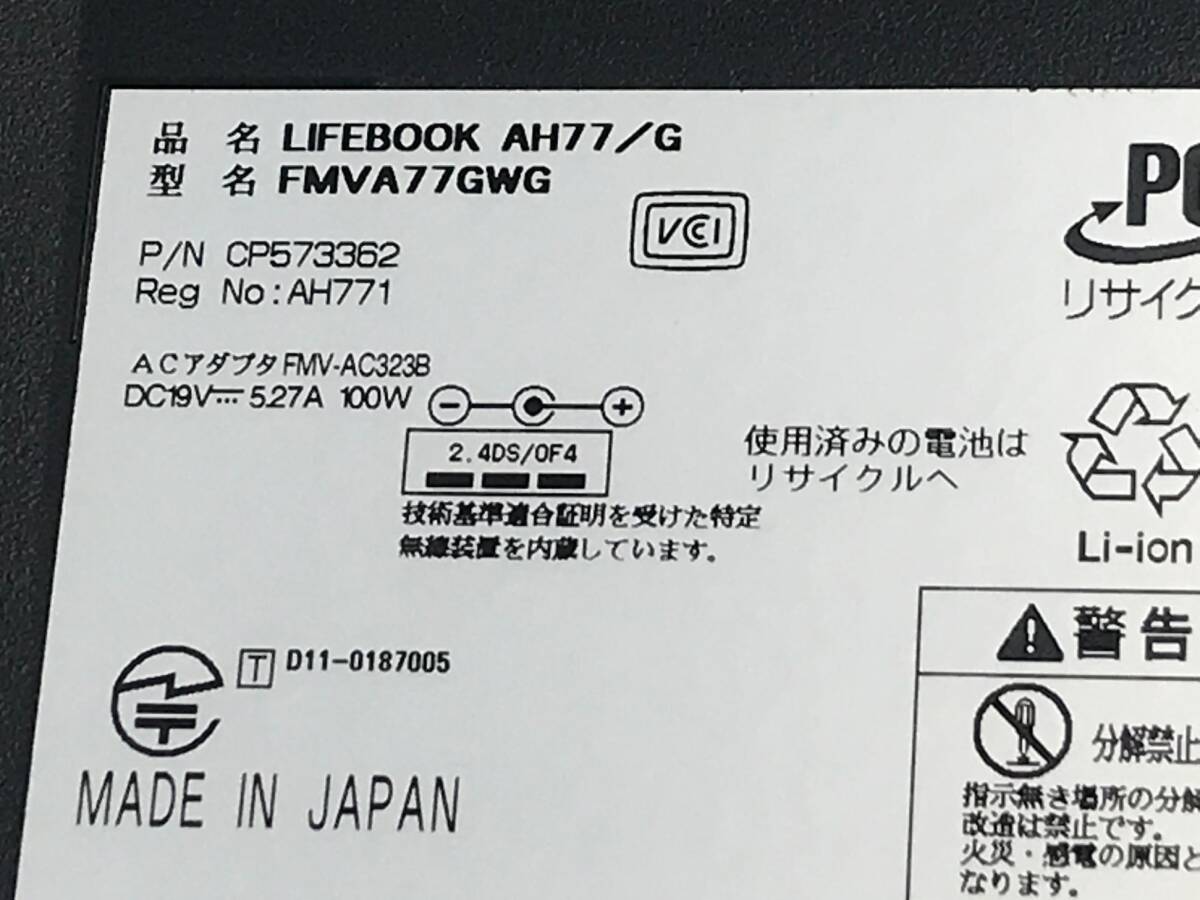 品 名 LIFEBOOK AH77/G
型 名 FMVA77GWG
P/N CP573362
Reg No:AH771
VCCI
ACアダプタ FMV-AC323B
DC19V⎓ 5.27A 100W
2.4DS/OF4
技術基準適合証明を受けた特定
無線装置を内蔵しています。
T D11-0187005
MADE IN JAPAN
PC
リサイク
使用済みの電池は
リサイクルへ
Li-ion
警告
分解禁止
指示無き場所の分解
改造は禁止です。
火災・感電の原因と
なります。